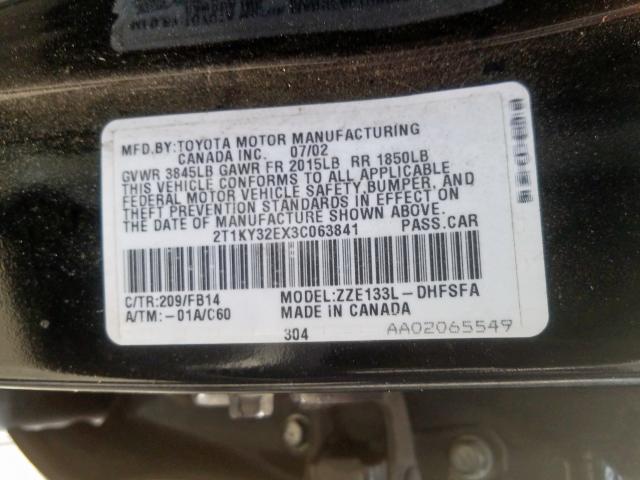 MFD.BY:TOYOTA MOTOR MANUFACTURING
CANADA INC. 07/02
GVWR 3845LB GAWR FR 2015LB RR 1850LB
THIS VEHICLE CONFORMS TO ALL APPLICABLE
FEDERAL MOTOR VEHICLE SAFETY,BUMPER, AND
THEFT PREVENTION STANDARDS IN EFFECT ON
THE DATE OF MANUFACTURE SHOWN ABOVE.
2T1KY32EX3C063841 PASS.CAR
C/TR:209/FB14 MODEL:ZZE133L-DHFSFA
A/TM:-01A/C60 MADE IN CANADA
304 AA02065549